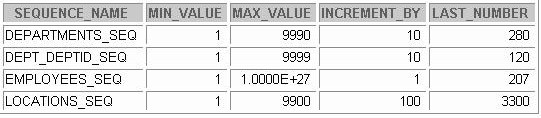 SEQUENCE_NAME MIN_VALUE MAX_VALUE INCREMENT_BY LAST_NUMBER
DEPARTMENTS_SEQ 1 9990 10 280
DEPT_DEPTID_SEQ 1 9999 10 120
EMPLOYEES_SEQ 1 1.0000E+27 1 207
LOCATIONS_SEQ 1 9900 100 3300